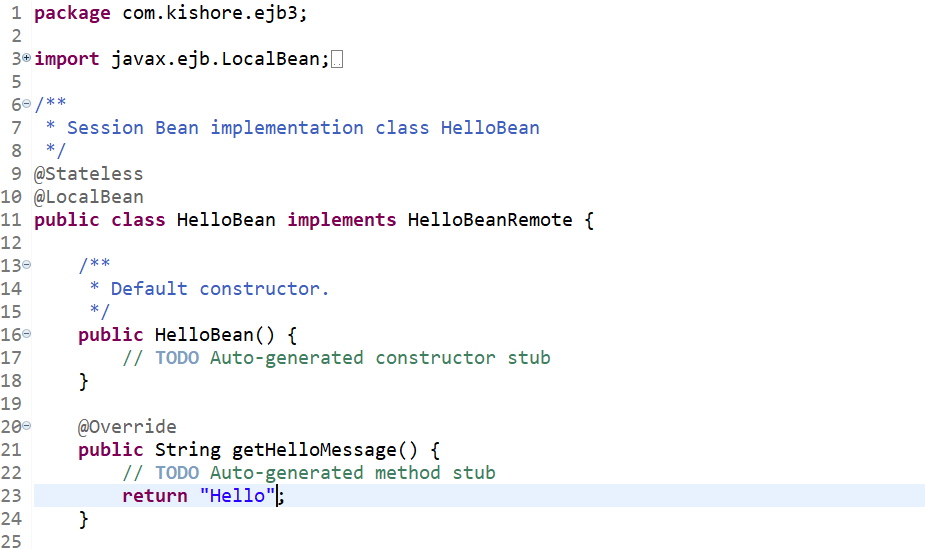 1 package com.kishore.ejb3;
2
3 import javax.ejb.LocalBean;
5
6 /**
7 * Session Bean implementation class HelloBean
8 */
9 @Stateless
10 @LocalBean
11 public class HelloBean implements HelloBeanRemote {
12
13 /**
14 * Default constructor.
15 */
16 public HelloBean() {
17 // TODO Auto-generated constructor stub
18 }
19
20 @Override
21 public String getHelloMessage() {
22 // TODO Auto-generated method stub
23 return "Hello";
24 }
25